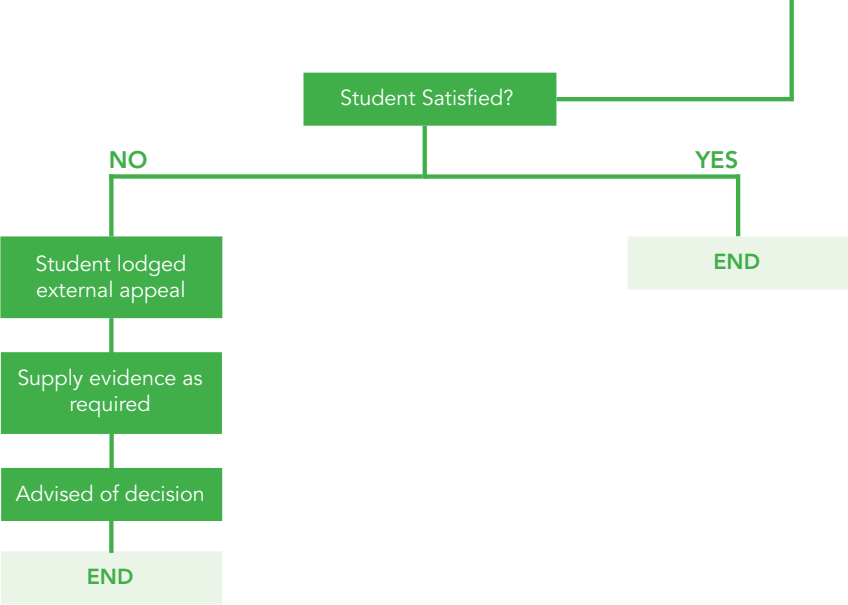 Student Satisfied?
NO
YES
Student lodged
external appeal
END
Supply evidence as
required
Advised of decision
END